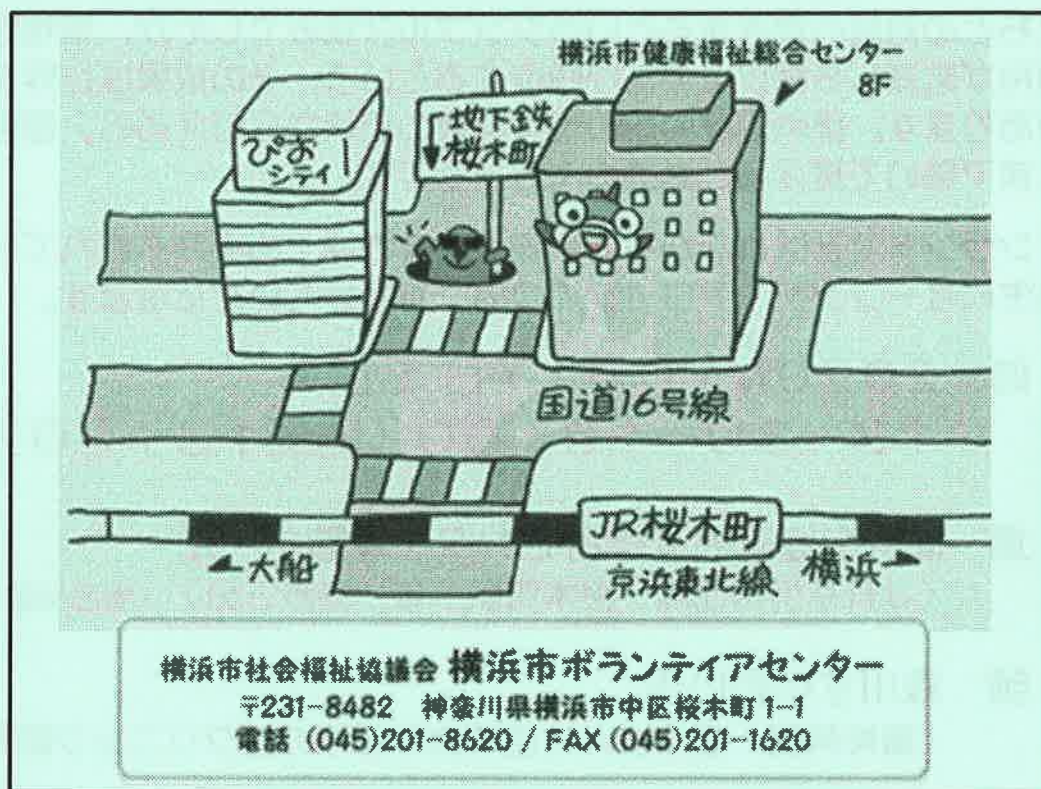 横浜市健康福祉総合センター
8F
ぴお
シティ
地下鉄
桜木町
国道16号線
JR桜木町
←大船
京浜東北線
横浜→
横浜市社会福祉協議会 横浜市ボランティアセンター
〒231-8482 神奈川県横浜市中区桜木町1-1
電話 (045)201-8620 / FAX (045)201-1620